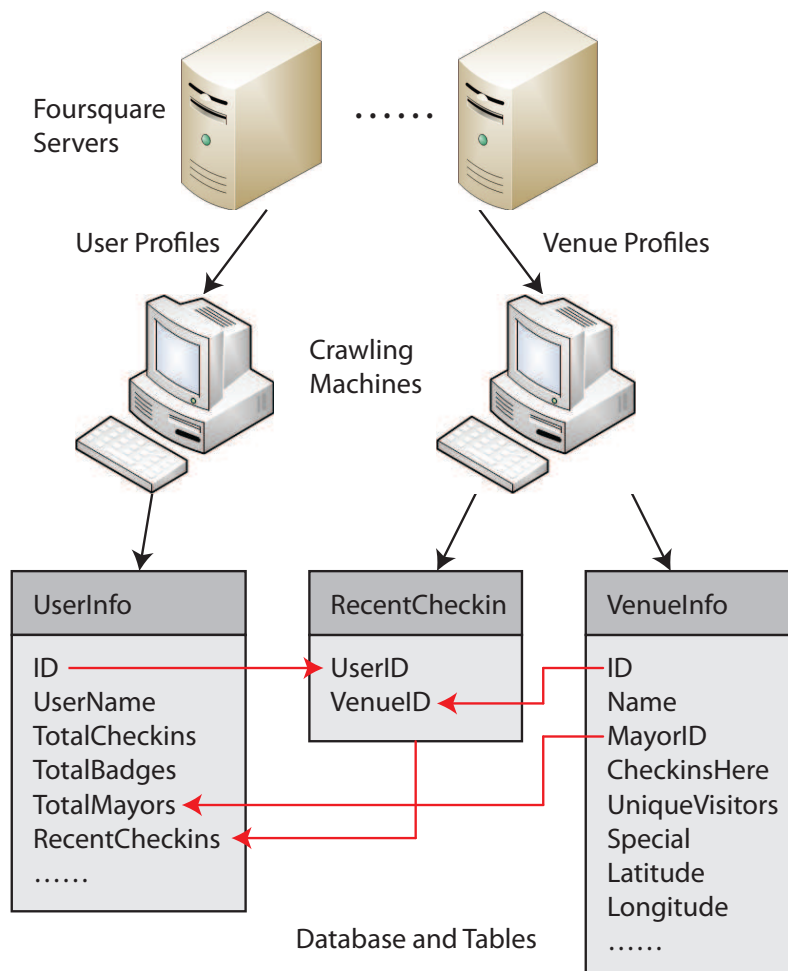 Foursquare
Servers
......
User Profiles
Venue Profiles
Crawling
Machines
UserInfo
ID
UserName
TotalCheckins
TotalBadges
TotalMayors
RecentCheckins
......
RecentCheckin
UserID
VenueID
VenueInfo
ID
Name
MayorID
CheckinsHere
UniqueVisitors
Special
Latitude
Longitude
......
Database and Tables